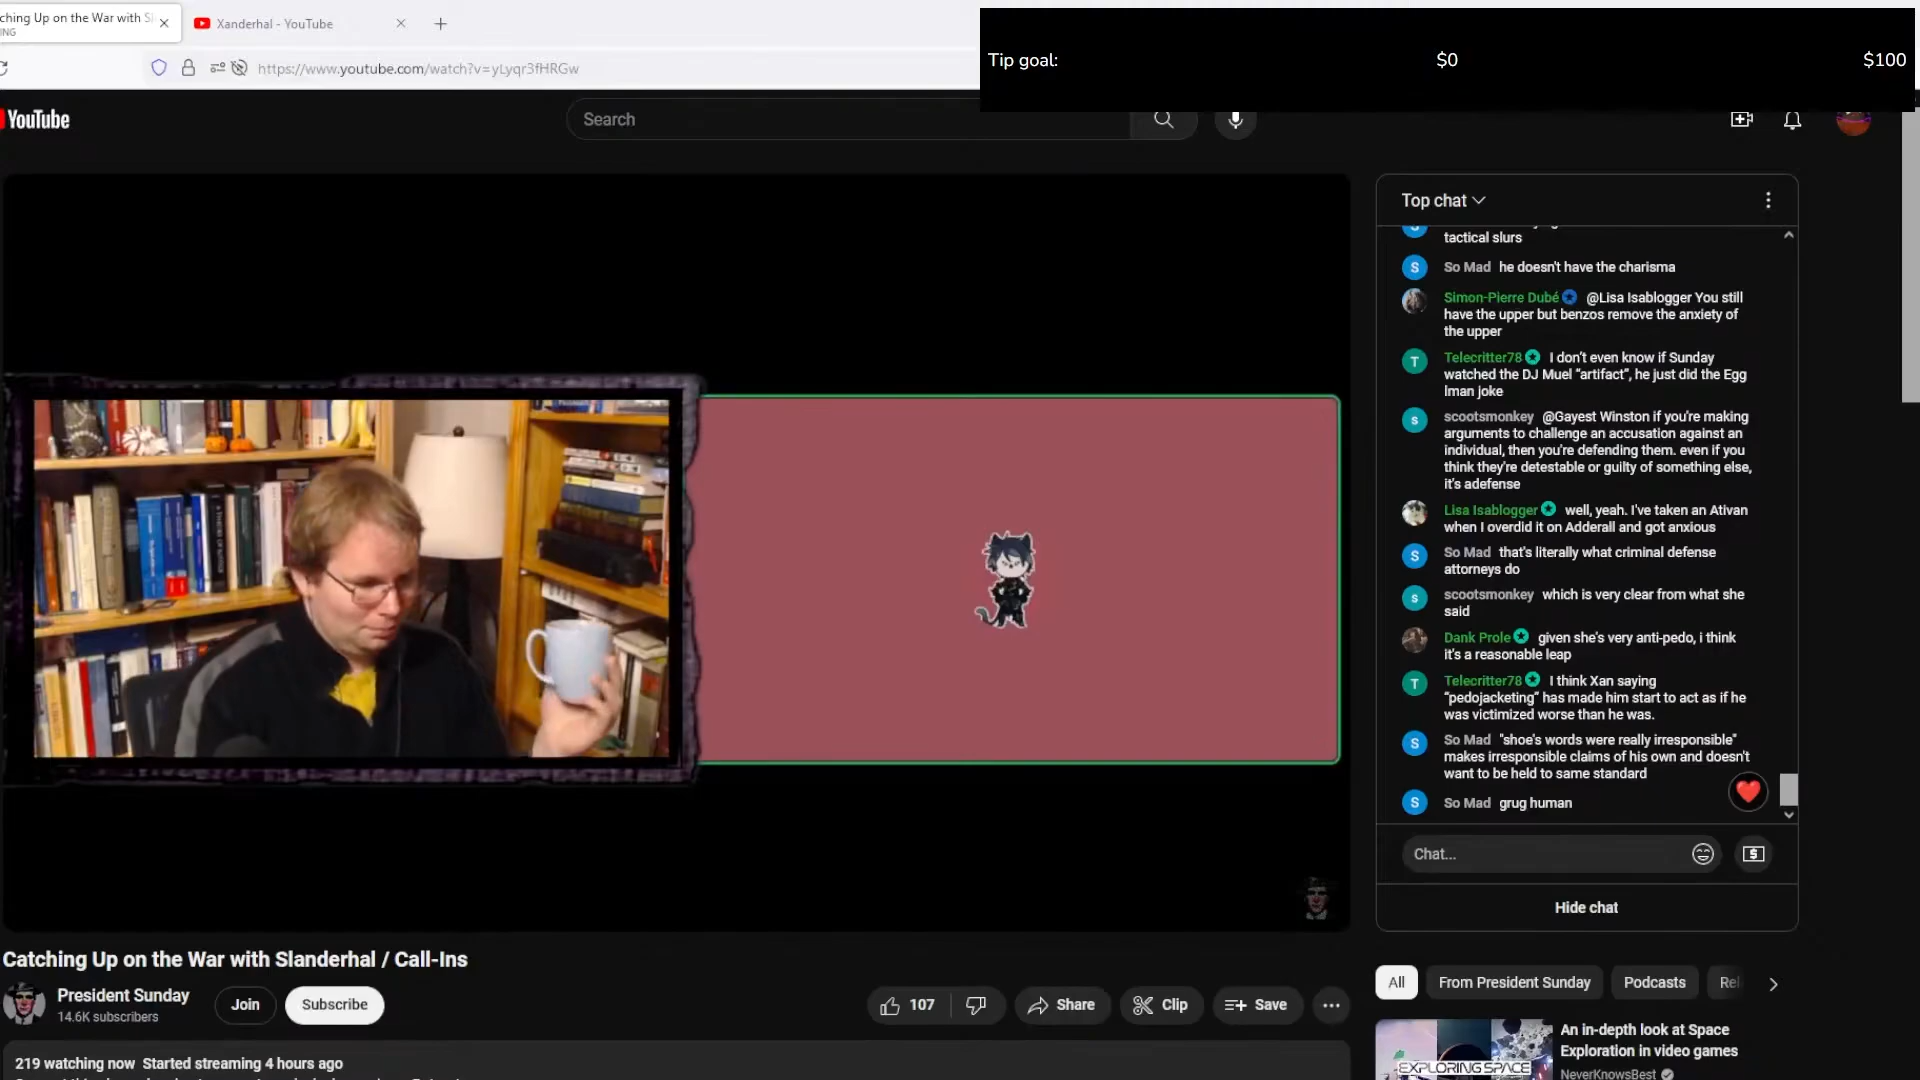 ching Up on the War with Sl
ING
Xanderhal - YouTube
https://www.youtube.com/watch?v=yLyqr3fHRGw
Tip goal: $0 $100
YouTube
Search
Top chat
tactical slurs
So Mad he doesn't have the charisma
Simon-Pierre Dubé @Lisa Isablogger You still
have the upper but benzos remove the anxiety of
the upper
Telecritter78 I don't even know if Sunday
watched the DJ Muel “artifact”, he just did the Egg
Iman joke
scootsmonkey @Gayest Winston if you're making
arguments to challenge an accusation against an
individual, then you're defending them. even if you
think they're detestable or guilty of something else,
it's adefense
Lisa Isablogger well, yeah. I've taken an Ativan
when I overdid it on Adderall and got anxious
So Mad that's literally what criminal defense
attorneys do
scootsmonkey which is very clear from what she
said
Dank Prole given she's very anti-pedo, i think
it's a reasonable leap
Telecritter78 I think Xan saying
“pedojacketing” has made him start to act as if he
was victimized worse than he was.
So Mad "shoe's words were really irresponsible"
makes irresponsible claims of his own and doesn't
want to be held to same standard
So Mad grug human
Chat...
Hide chat
Catching Up on the War with Slanderhal / Call-Ins
President Sunday
14.6K subscribers
Join
Subscribe
107
Share
Clip
Save
219 watching now Started streaming 4 hours ago
All
From President Sunday
Podcasts
Rel
An in-depth look at Space
Exploration in video games
NeverKnowsBest
EXPLORING SPACE